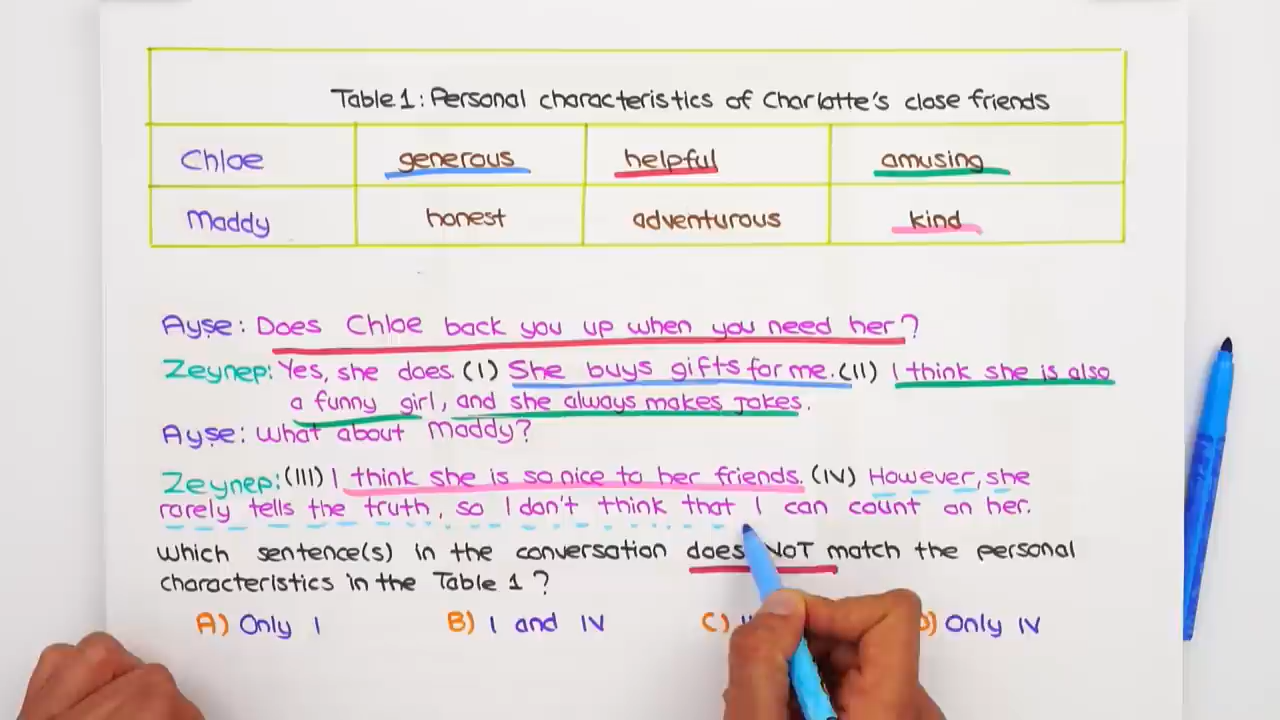 Table 1: Personal characteristics of Charlotte's close friends
Chloe generous helpful amusing
Maddy honest adventurous kind
Ayşe: Does Chloe back you up when you need her?
Zeynep: Yes, she does. (I) She buys gifts for me. (II) I think she is also
a funny girl, and she always makes jokes.
Ayşe: What about Maddy?
Zeynep: (III) I think she is so nice to her friends. (IV) However, she
rarely tells the truth, so I don't think that I can count on her.
Which sentence(s) in the conversation does NOT match the personal
characteristics in the Table 1?
A) Only I B) I and IV C) D) Only IV